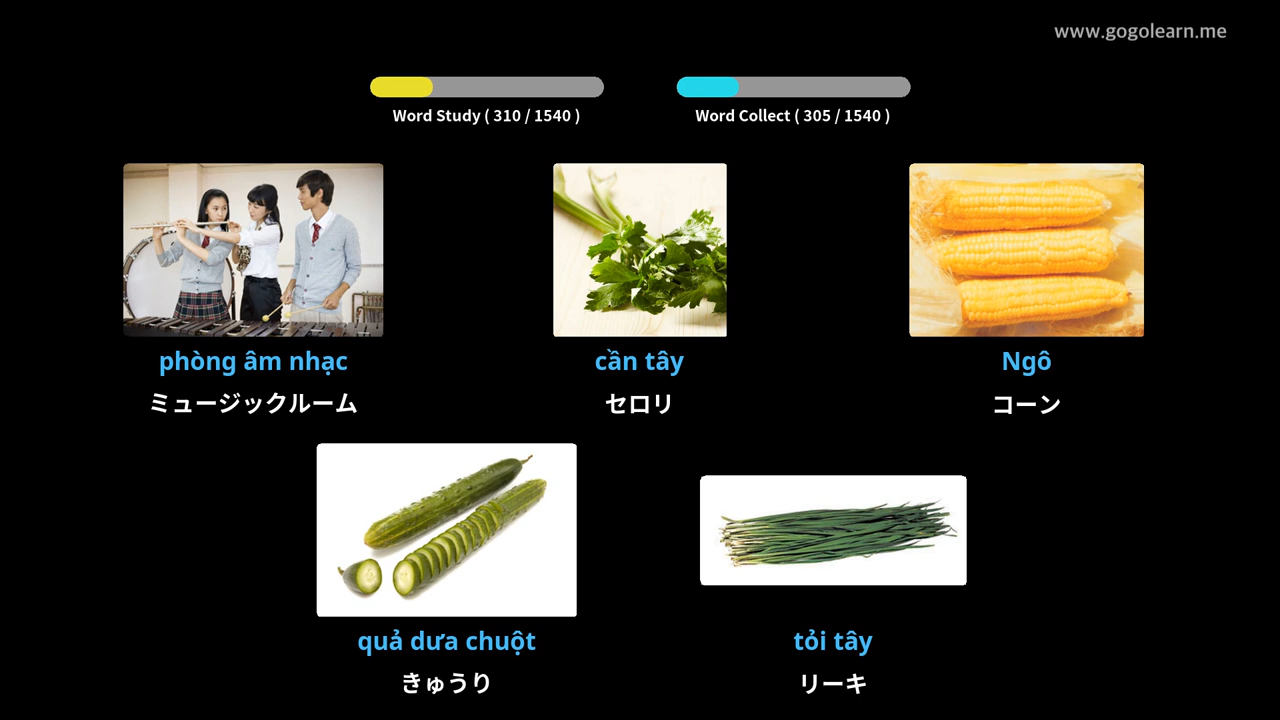 www.gogolearn.me
Word Study ( 310 / 1540 )
Word Collect ( 305 / 1540 )
phòng âm nhạc
ミュージックルーム
cần tây
セロリ
Ngô
コーン
quả dưa chuột
きゅうり
tỏi tây
リーキ